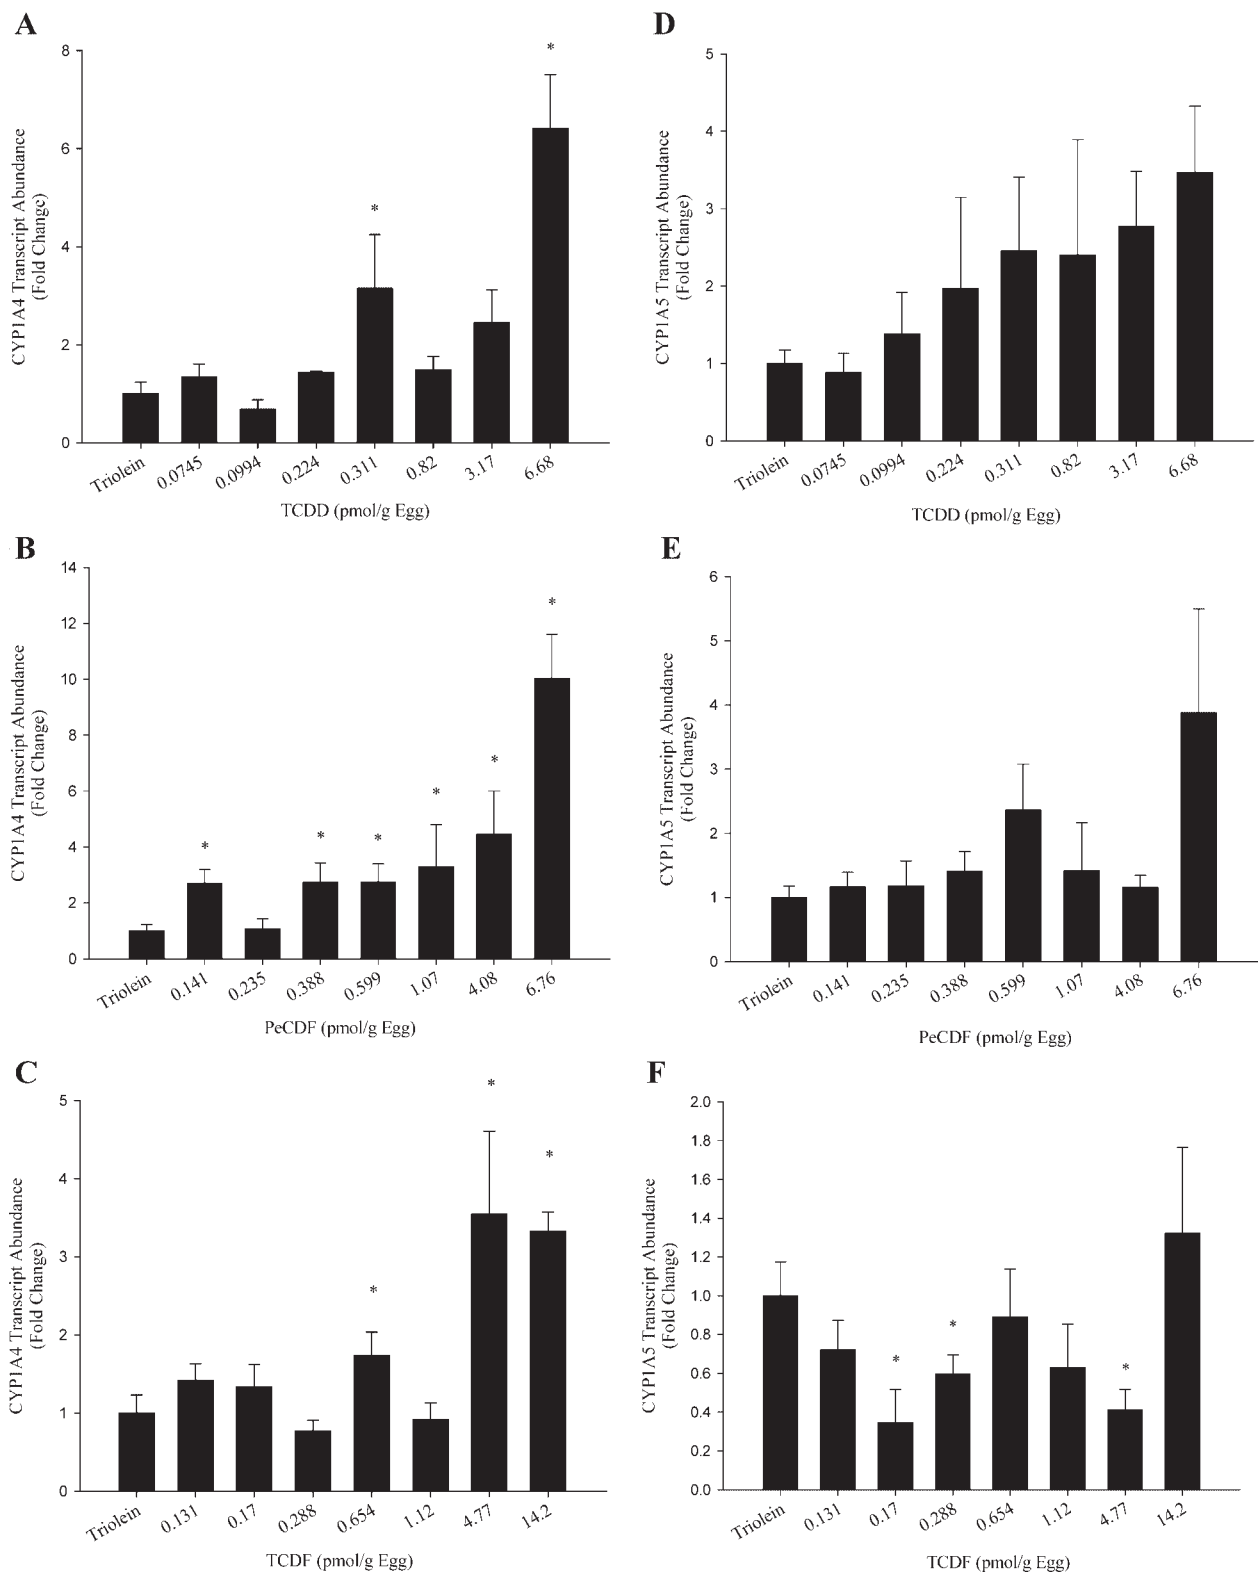 A
CYP1A4 Transcript Abundance
(Fold Change)
8
6
4
2
0
*
*
Triolein 0.0745 0.0994 0.224 0.311 0.82 3.17 6.68
TCDD (pmol/g Egg)
D
CYP1A5 Transcript Abundance
(Fold Change)
5
4
3
2
1
0
Triolein 0.0745 0.0994 0.224 0.311 0.82 3.17 6.68
TCDD (pmol/g Egg)
B
CYP1A4 Transcript Abundance
(Fold Change)
14
12
10
8
6
4
2
0
* * * * * *
Triolein 0.141 0.235 0.388 0.599 1.07 4.08 6.76
PeCDF (pmol/g Egg)
E
CYP1A5 Transcript Abundance
(Fold Change)
6
5
4
3
2
1
0
Triolein 0.141 0.235 0.388 0.599 1.07 4.08 6.76
PeCDF (pmol/g Egg)
C
CYP1A4 Transcript Abundance
(Fold Change)
5
4
3
2
1
0
* * *
Triolein 0.131 0.17 0.288 0.654 1.12 4.77 14.2
TCDF (pmol/g Egg)
F
CYP1A5 Transcript Abundance
(Fold Change)
2.0
1.8
1.6
1.4
1.2
1.0
0.8
0.6
0.4
0.2
0.0
* * *
Triolein 0.131 0.17 0.288 0.654 1.12 4.77 14.2
TCDF (pmol/g Egg)